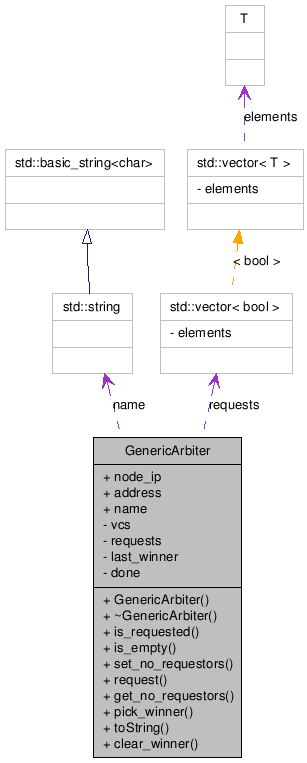 T
elements
std::basic_string<char>
std::vector< T >
- elements
< bool >
std::string
std::vector< bool >
- elements
name
requests
GenericArbiter
+ node_ip
+ address
+ name
- vcs
- requests
- last_winner
- done
+ GenericArbiter()
+ ~GenericArbiter()
+ is_requested()
+ is_empty()
+ set_no_requestors()
+ request()
+ get_no_requestors()
+ pick_winner()
+ toString()
+ clear_winner()